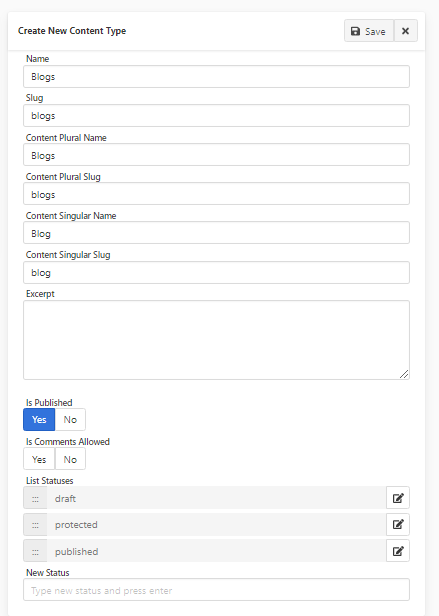 Create New Content Type
Save
Name
Blogs
Slug
blogs
Content Plural Name
Blogs
Content Plural Slug
blogs
Content Singular Name
Blog
Content Singular Slug
blog
Excerpt
Is Published
Yes No
Is Comments Allowed
Yes No
List Statuses
draft
protected
published
New Status
Type new status and press enter